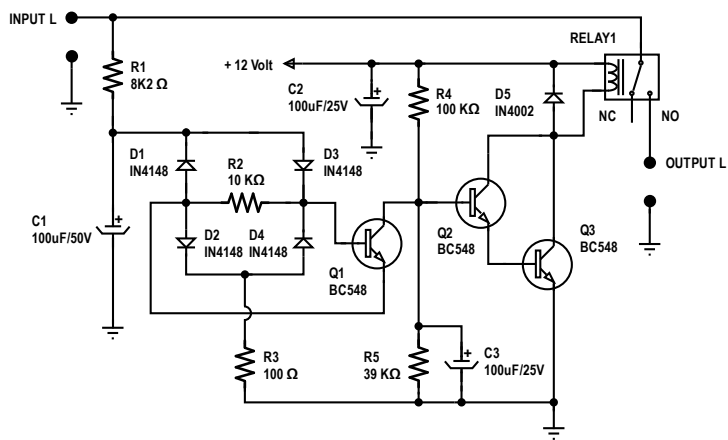 INPUT L
R1
8K2 Ω
+ 12 Volt
C2
100uF/25V
+
R4
100 KΩ
D5
IN4002
RELAY1
NC
NO
OUTPUT L
D1
IN4148
R2
10 KΩ
D3
IN4148
C1
100uF/50V
+
D2
IN4148
D4
IN4148
Q1
BC548
Q2
BC548
Q3
BC548
R3
100 Ω
R5
39 KΩ
C3
100uF/25V
+